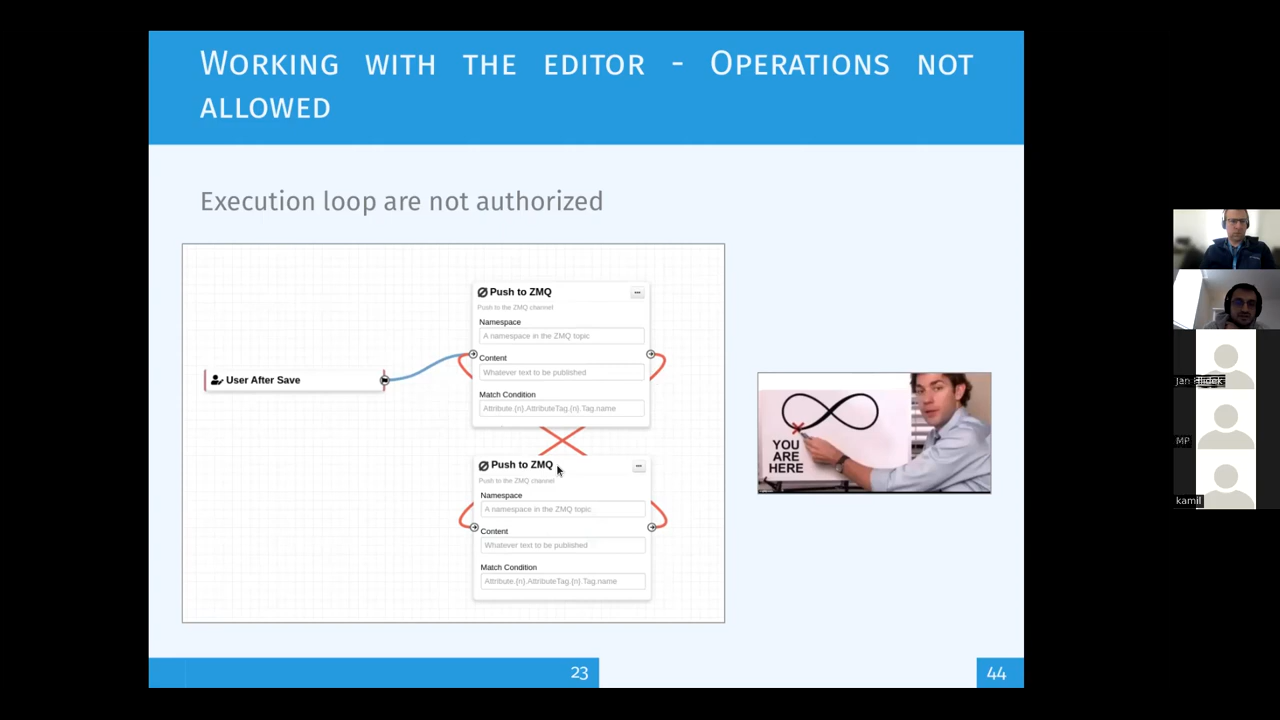 Working with the editor - Operations not
allowed
Execution loop are not authorized
Push to ZMQ
Push to the ZMQ channel
Namespace
A namespace in the ZMQ topic
Content
Whatever text to be published
Match Condition
Attribute.{n}.AttributeTag.{n}.Tag.name
User After Save
Push to ZMQ
Push to the ZMQ channel
Namespace
A namespace in the ZMQ topic
Content
Whatever text to be published
Match Condition
Attribute.{n}.AttributeTag.{n}.Tag.name
YOU
ARE
HERE
23
44
Jan
MP
kamil